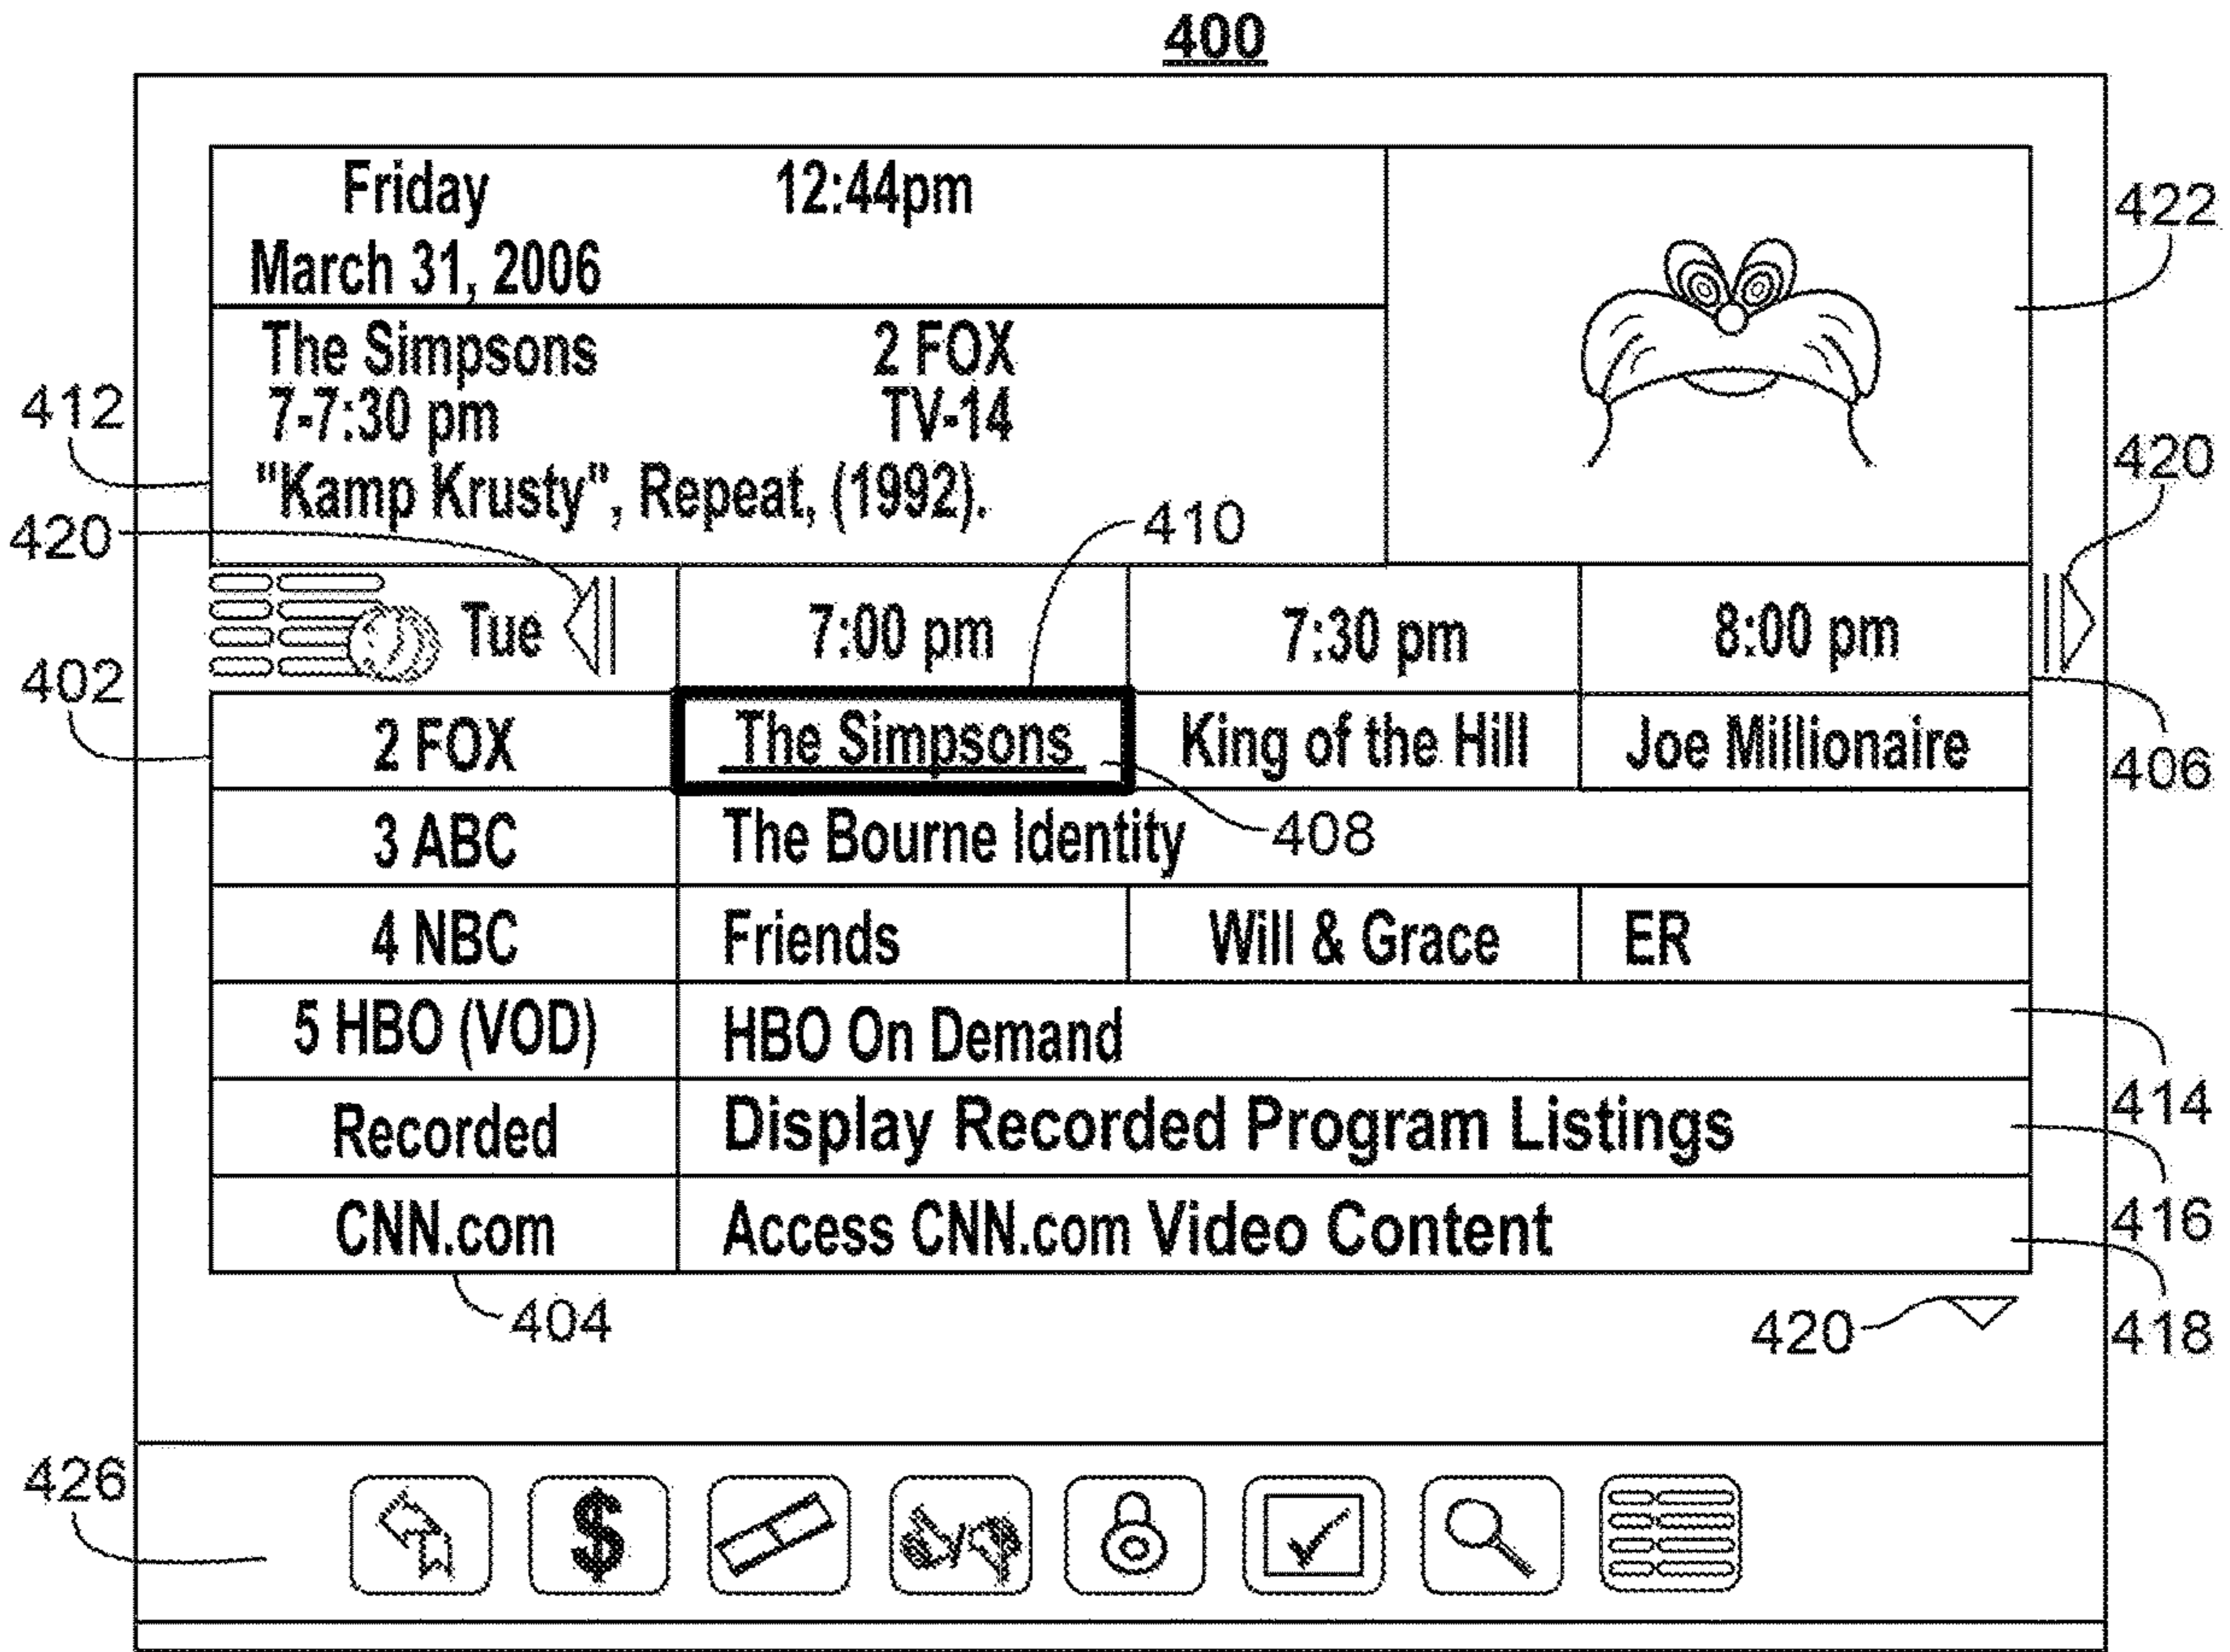 400
Friday 12:44pm
March 31, 2006
422
The Simpsons 2 FOX
412 7-7:30 pm TV-14
"Kamp Krusty", Repeat, (1992).
420 410 420
Tue 7:00 pm 7:30 pm 8:00 pm
402
2 FOX The Simpsons King of the Hill Joe Millionaire
406
3 ABC The Bourne Identity 408
4 NBC Friends Will & Grace ER
5 HBO (VOD) HBO On Demand
414
Recorded Display Recorded Program Listings
416
CNN.com Access CNN.com Video Content
404 420 418
426
$